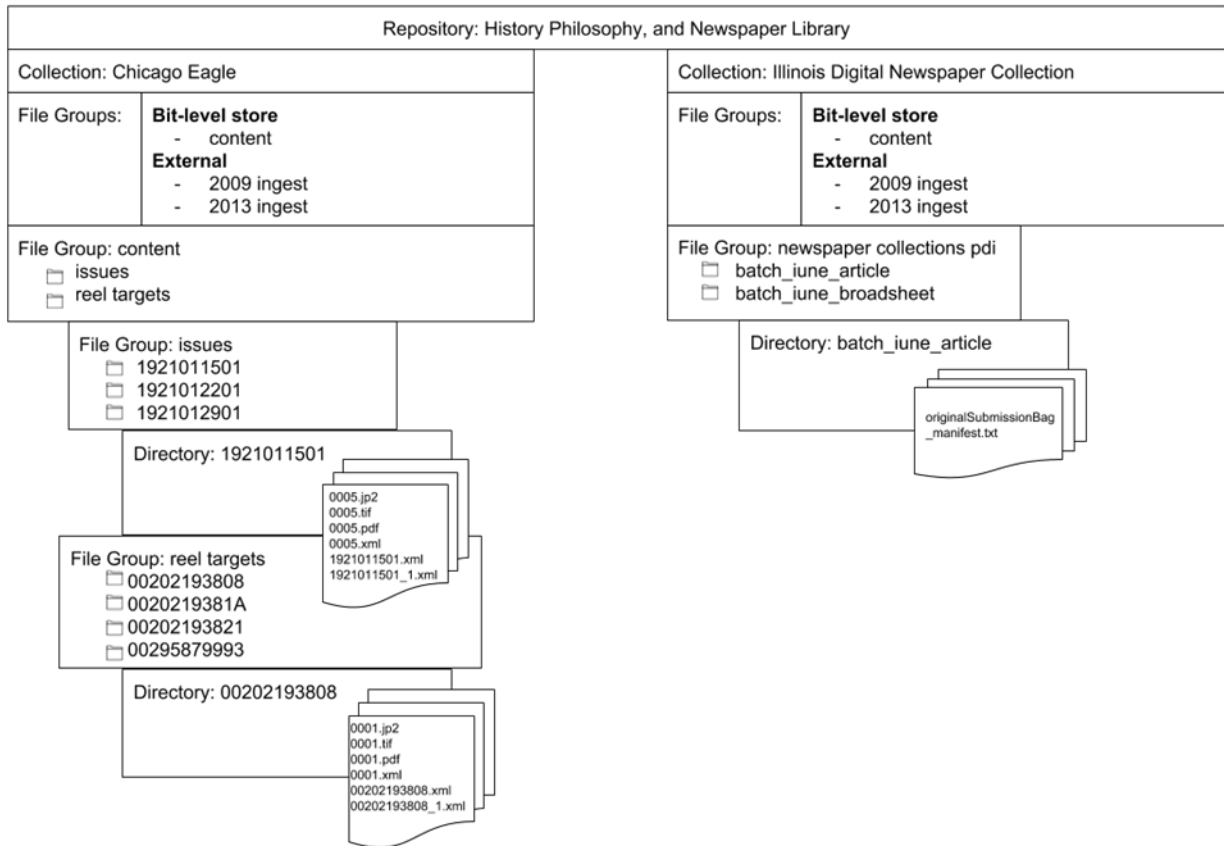 Repository: History Philosophy, and Newspaper Library
Collection: Chicago Eagle
File Groups:
Bit-level store
- content
External
- 2009 ingest
- 2013 ingest
File Group: content
issues
reel targets
File Group: issues
1921011501
1921012201
1921012901
Directory: 1921011501
0005.jp2
0005.tif
0005.pdf
0005.xml
1921011501.xml
1921011501_1.xml
File Group: reel targets
00202193808
0020219381A
00202193821
00295879993
Directory: 00202193808
0001.jp2
0001.tif
0001.pdf
0001.xml
00202193808.xml
00202193808_1.xml
Collection: Illinois Digital Newspaper Collection
File Groups:
Bit-level store
- content
External
- 2009 ingest
- 2013 ingest
File Group: newspaper collections pdi
batch_iune_article
batch_iune_broadsheet
Directory: batch_iune_article
originalSubmissionBag
_manifest.txt